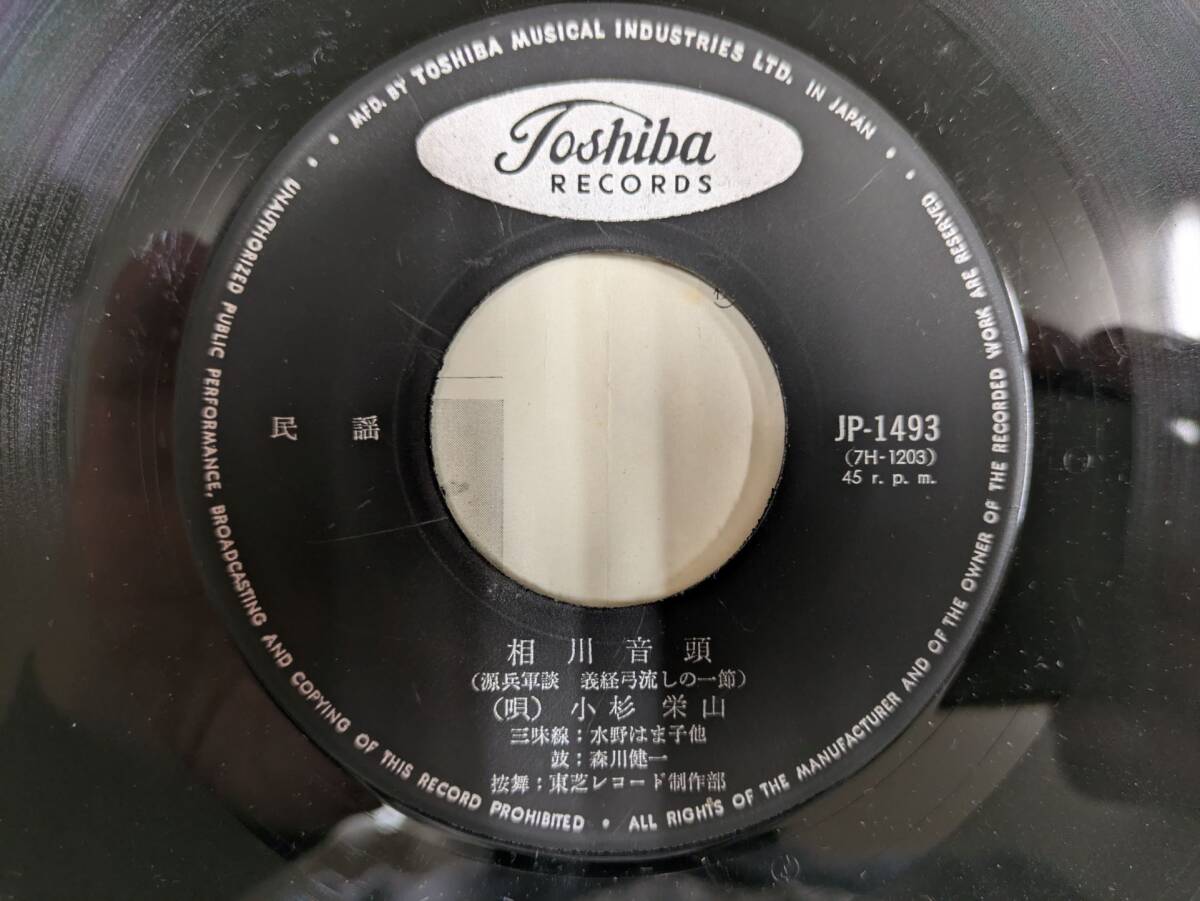 MFD. BY TOSHIBA MUSICAL INDUSTRIES LTD. IN JAPAN
Toshiba
RECORDS
民謡
JP-1493
(7H-1203)
45 r. p. m.
相川音頭
(源兵軍談 義経弓流しの一節)
(唄) 小杉栄山
三味線：水野はま子他
鼓：森川健一
按舞：東芝レコード制作部
UNAUTHORIZED PUBLIC PERFORMANCE, BROADCASTING AND COPYING OF THIS RECORD PROHIBITED • ALL RIGHTS OF THE MANUFACTURER AND OF THE OWNER OF THE RECORDED WORK ARE RESERVED